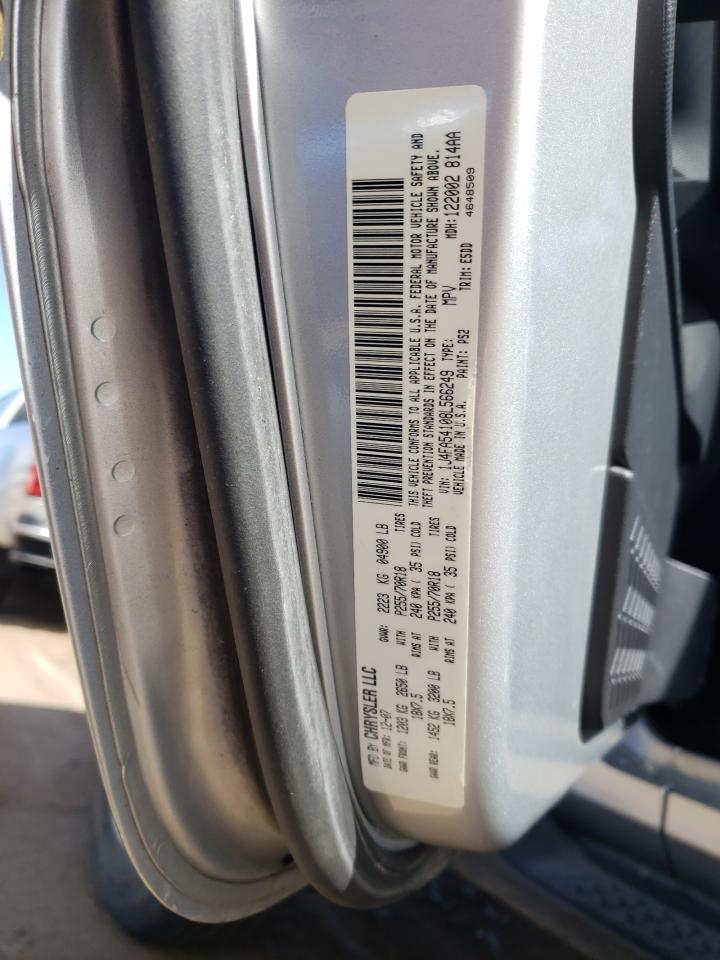 MFD BY CHRYSLER LLC
DATE OF MFR: 12-07 GVWR: 2223 KG 04900 LB
GAWR FRONT: 1203 KG 2650 LB WITH P255/70R18 TIRES
18X7.5 RIMS AT 240 KPA ( 35 PSI) COLD
GAWR REAR: 1452 KG 3200 LB WITH P255/70R18 TIRES
18X7.5 RIMS AT 240 KPA ( 35 PSI) COLD
THIS VEHICLE CONFORMS TO ALL APPLICABLE U.S.A. FEDERAL MOTOR VEHICLE SAFETY AND
THEFT PREVENTION STANDARDS IN EFFECT ON THE DATE OF MANUFACTURE SHOWN ABOVE.
VIN: 1J4FA54108L566249 TYPE: MPV MDH:122002 814AA
VEHICLE MADE IN U.S.A. PAINT: PS2 TRIM: E5DD 4648509